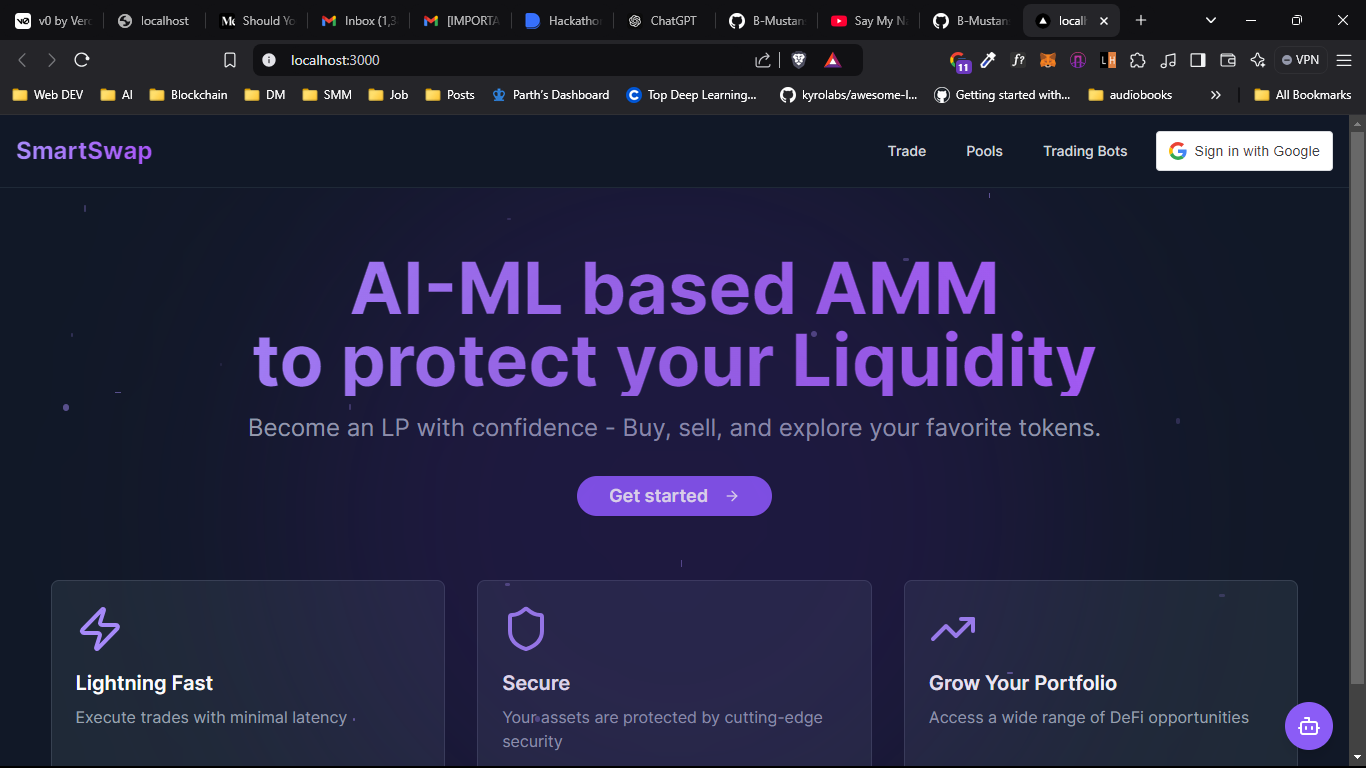 v0 by Ver
localhost
Should Yo
Inbox (1,3
[IMPORTA
Hackatho
ChatGPT
B-Mustan
Say My N
B-Mustan
local
localhost:3000
11
f?
LH
VPN
Web DEV
AI
Blockchain
DM
SMM
Job
Posts
Parth's Dashboard
Top Deep Learning...
kyrolabs/awesome-l...
Getting started with...
audiobooks
All Bookmarks
SmartSwap
Trade
Pools
Trading Bots
Sign in with Google
AI-ML based AMM
to protect your Liquidity
Become an LP with confidence - Buy, sell, and explore your favorite tokens.
Get started
Lightning Fast
Execute trades with minimal latency
Secure
Your assets are protected by cutting-edge
security
Grow Your Portfolio
Access a wide range of DeFi opportunities